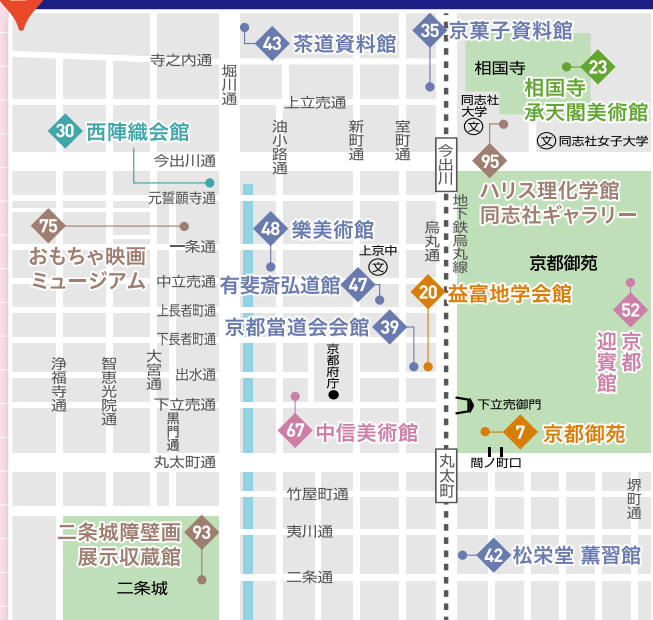 35 京菓子資料館
43 茶道資料館
寺之内通
堀川通
相国寺
23
相国寺
承天閣美術館
同志社
大学
文
上立売通
30 西陣織会館
油小路通
新町通
室町通
文 同志社女子大学
今出川
今出川通
95
ハリス理化学館
同志社ギャラリー
元誓願寺通
地下鉄烏丸線
烏丸通
75
おもちゃ映画
ミュージアム
48 樂美術館
一条通
上京中
文
京都御苑
中立売通
有斐斎弘道館 47
20 益富地学会館
52
京都
迎賓館
上長者町通
京都當道会会館 39
下長者町通
京都府庁
大宮通
浄福寺通
智恵光院通
出水通
下立売通
下立売御門
黒門通
67 中信美術館
7 京都御苑
丸太町通
丸太町
間ノ町口
竹屋町通
堺町通
二条城障壁画
展示収蔵館
93
夷川通
42 松栄堂 薫習館
二条城
二条通